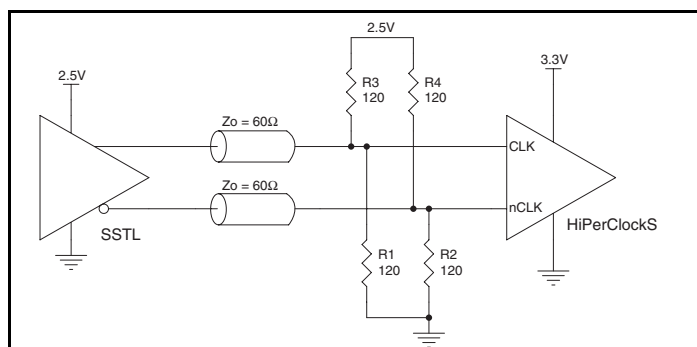 2.5V
2.5V
3.3V
R3
120
R4
120
Zo = 60Ω
CLK
Zo = 60Ω
nCLK
SSTL
HiPerClockS
R1
120
R2
120